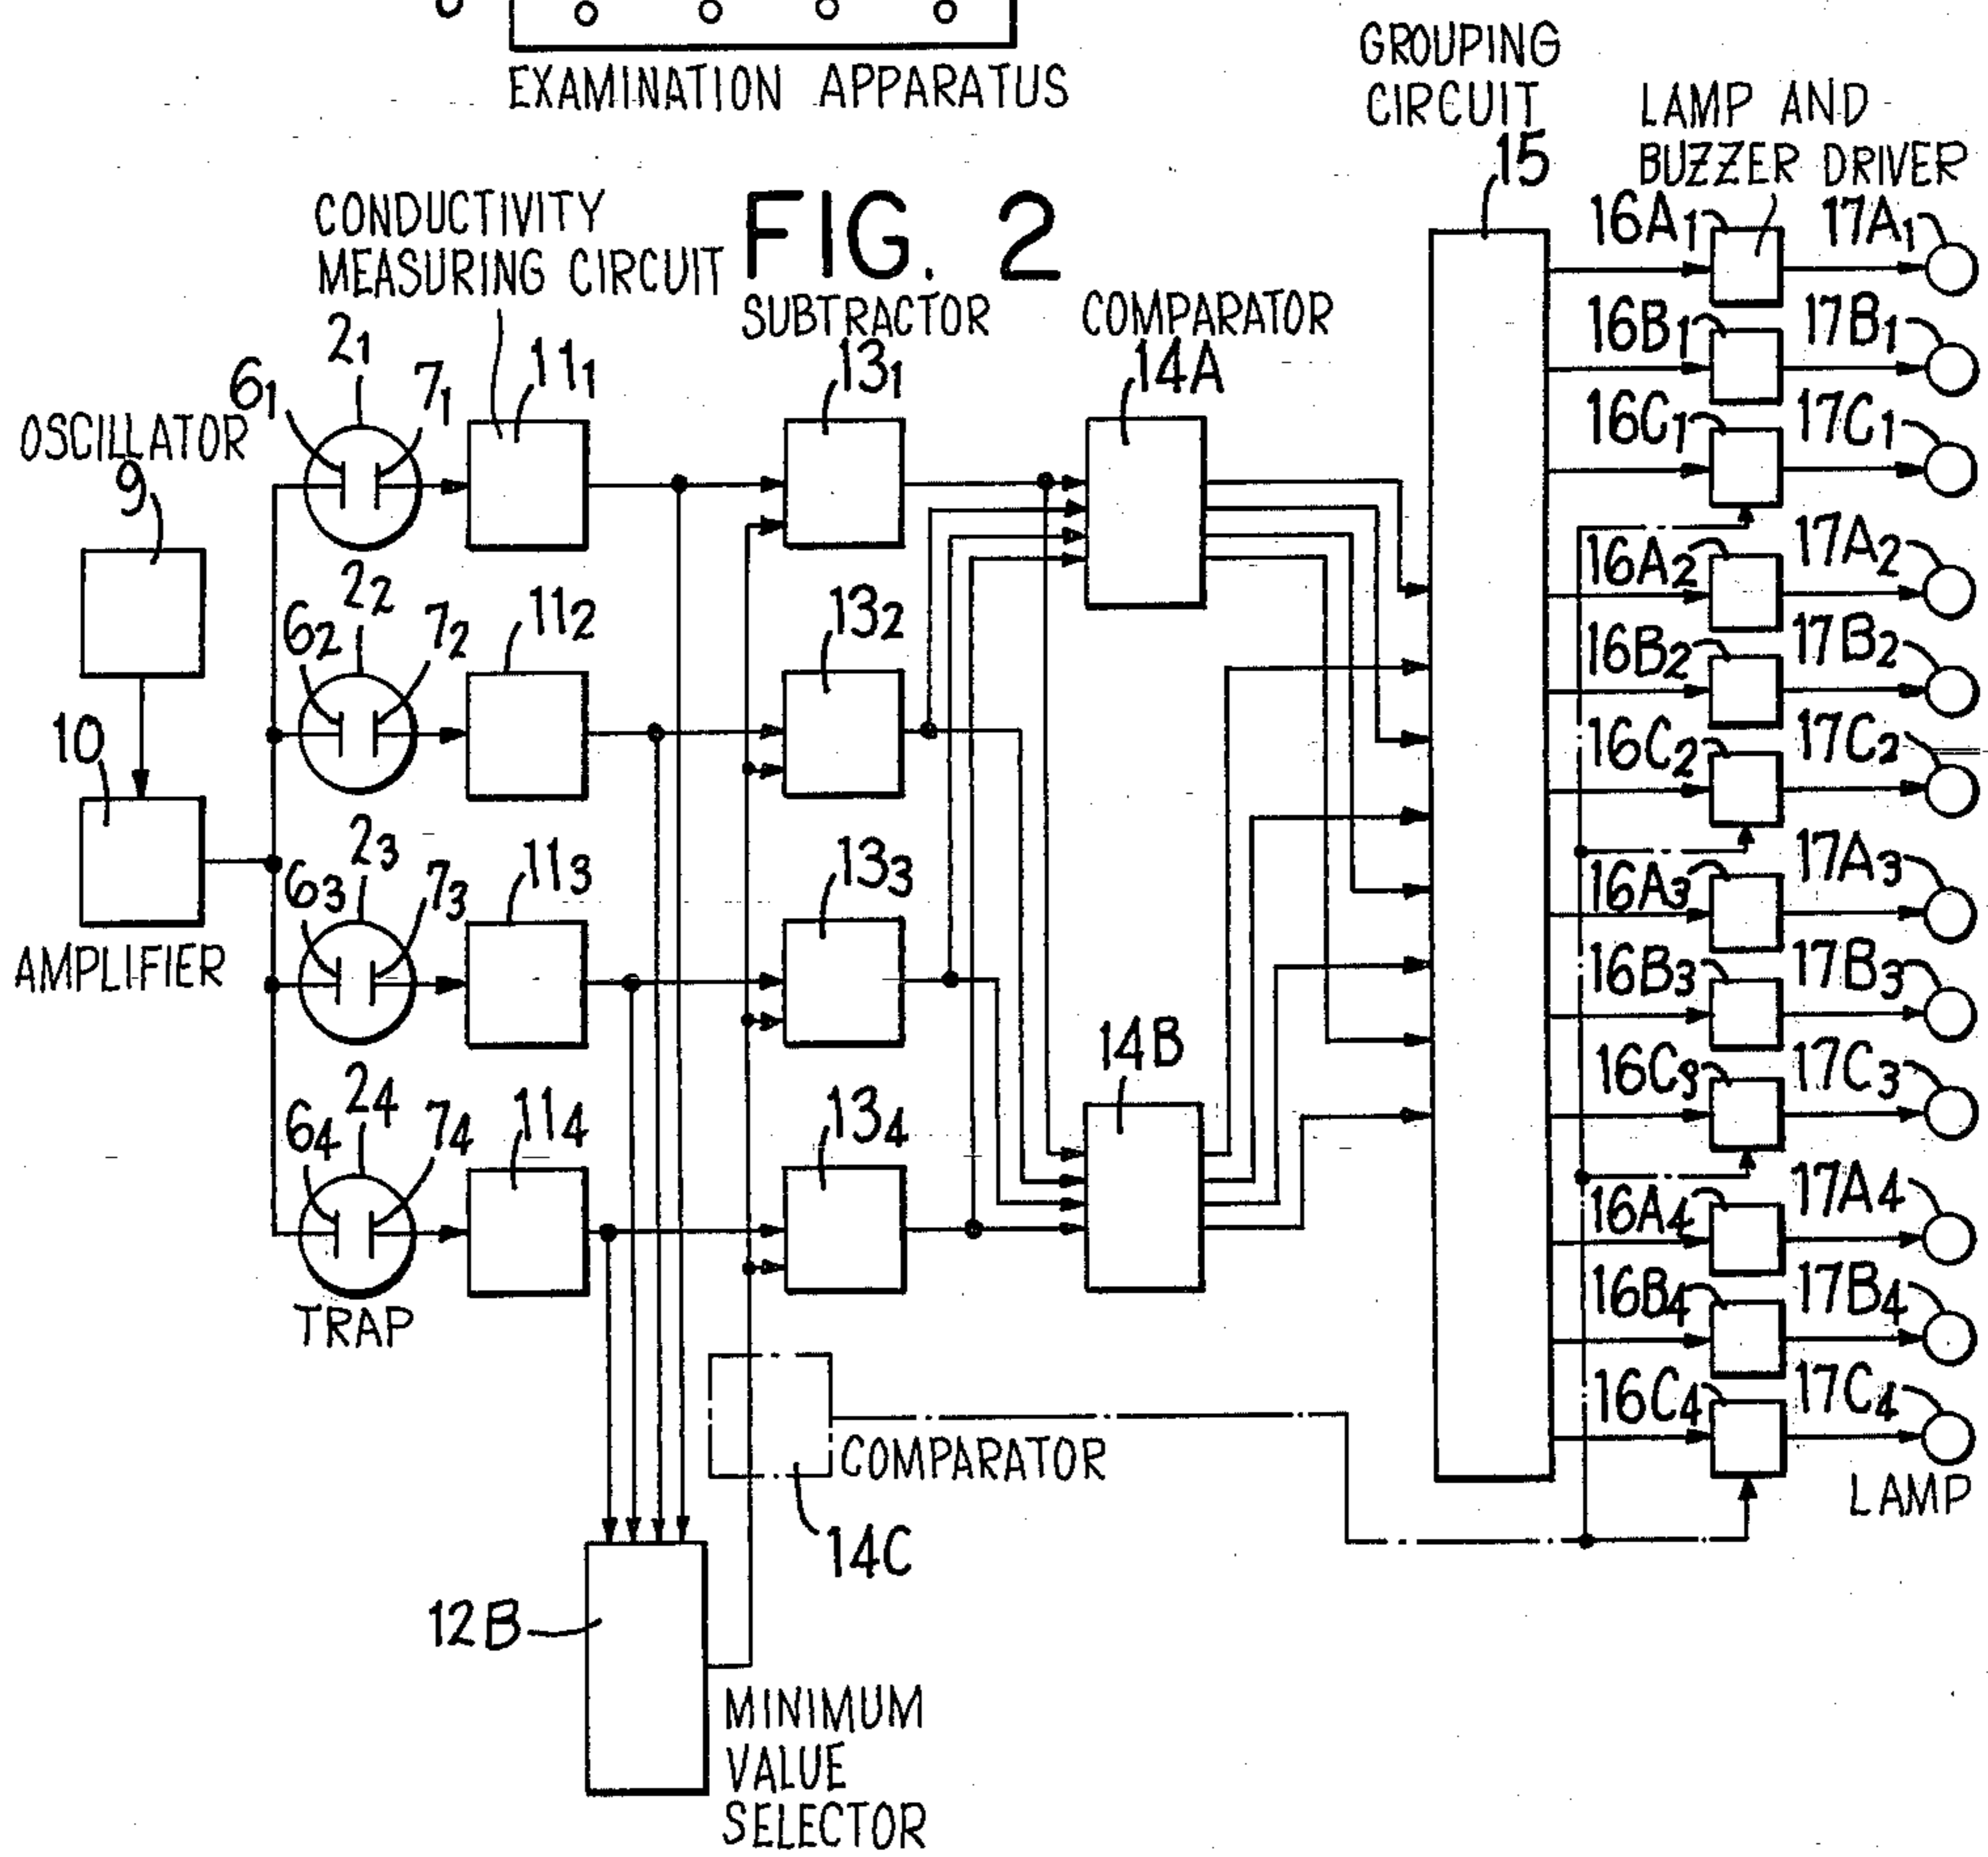 8
EXAMINATION APPARATUS
GROUPING
CIRCUIT
15
LAMP AND
BUZZER DRIVER
CONDUCTIVITY
MEASURING CIRCUIT
FIG. 2
SUBTRACTOR
COMPARATOR
OSCILLATOR
9
6₁
2₁
7₁
11₁
13₁
14A
16A₁
17A₁
16B₁
17B₁
16C₁
17C₁
6₂
2₂
7₂
11₂
13₂
16A₂
17A₂
16B₂
17B₂
10
16C₂
17C₂
AMPLIFIER
6₃
2₃
7₃
11₃
13₃
16A₃
17A₃
16B₃
17B₃
14B
16C₃
17C₃
6₄
2₄
7₄
11₄
13₄
16A₄
17A₄
TRAP
16B₄
17B₄
16C₄
17C₄
COMPARATOR
LAMP
14C
12B
MINIMUM
VALUE
SELECTOR